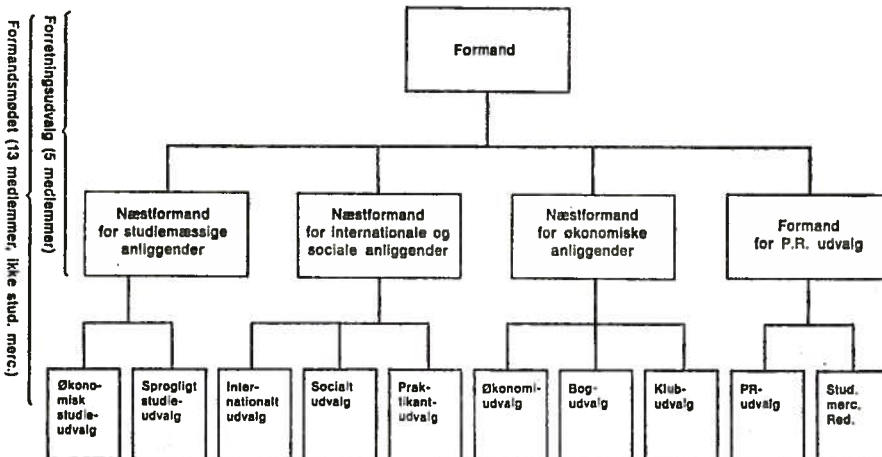 Formandsmødet (13 medlemmer, ikke stud. merc.)
Forretningsudvalg (5 medlemmer)
Formand
Næstformand
for studiemæssige
anliggender
Næstformand
for internationale og
sociale anliggender
Næstformand
for økonomiske
anliggender
Formand
for P.R. udvalg
Økono-
misk
studie-
udvalg
Sprogligt
studie-
udvalg
Inter-
nationalt
udvalg
Socialt
udvalg
Prak-
tikant-
udvalg
Økonomi-
udvalg
Bog-
udvalg
Klub-
udvalg
PR-
udvalg
Stud.
merc.
Red.